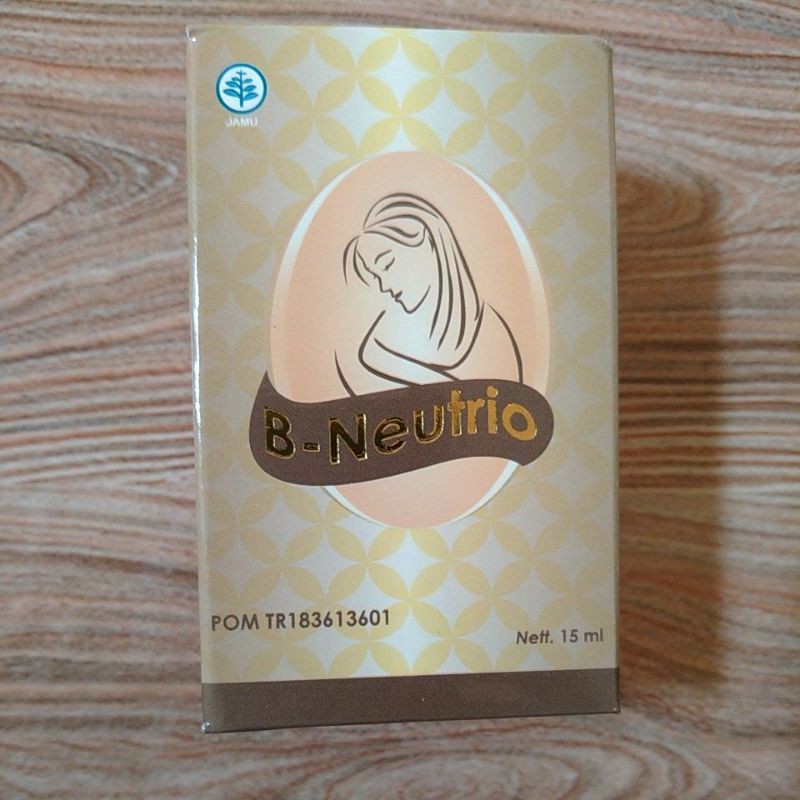 JAMU
B-Neutrio
POM TR183613601
Nett. 15 ml